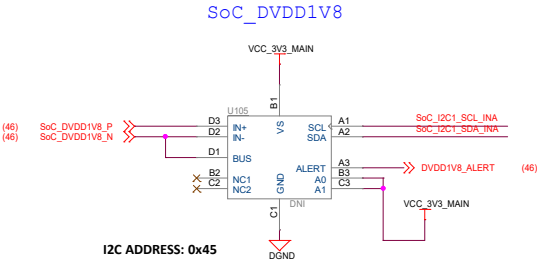 SoC_DVDD1V8
VCC_3V3_MAIN
U105
B1
VS
(46) SoC_DVDD1V8_P D3 IN+ SCL A1 SoC_I2C1_SCL_INA
(46) SoC_DVDD1V8_N D2 IN- SDA A2 SoC_I2C1_SDA_INA
D1 BUS
ALERT A3 DVDD1V8_ALERT (46)
B2 NC1 A0 B3
C2 NC2 A1 C3
GND
C1
DNI
VCC_3V3_MAIN
DGND
I2C ADDRESS: 0x45